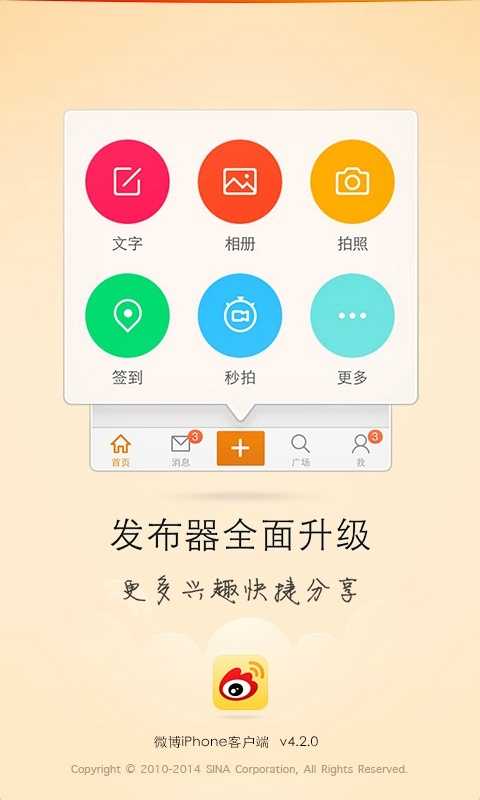 文字 相册 拍照
签到 秒拍 更多
3 3
首页 消息 广场 我
发布器全面升级
更多兴趣快捷分享
微博iPhone客户端 v4.2.0
Copyright © 2010-2014 SINA Corporation, All Rights Reserved.